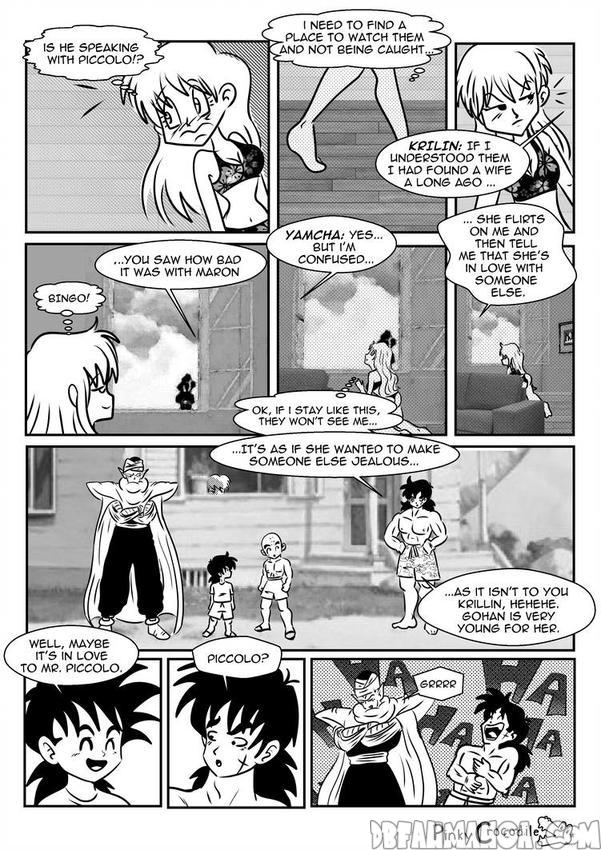 IS HE SPEAKING
WITH PICCOLO!?
I NEED TO FIND A
PLACE TO WATCH THEM
AND NOT BEING CAUGHT...
KRILIN: IF I
UNDERSTOOD THEM
I HAD FOUND A WIFE
A LONG AGO ...
...YOU SAW HOW BAD
IT WAS WITH MARON
BINGO!
YAMCHA: YES...
BUT I'M
CONFUSED...
OK, IF I STAY LIKE THIS,
THEY WON'T SEE ME...
... SHE FLIRTS
ON ME AND
THEN TELL
ME THAT SHE'S
IN LOVE WITH
SOMEONE
ELSE.
...IT'S AS IF SHE WANTED TO MAKE
SOMEONE ELSE JEALOUS...
...AS IT ISN'T TO YOU
KRILLIN, HEHEHE.
GOHAN IS VERY
YOUNG FOR HER.
WELL, MAYBE
IT'S IN LOVE
TO MR. PICCOLO.
PICCOLO?
GRRRR
HA
HA
HA
HA
HA
Pinky Crocodile
DBFANMANGA.COM